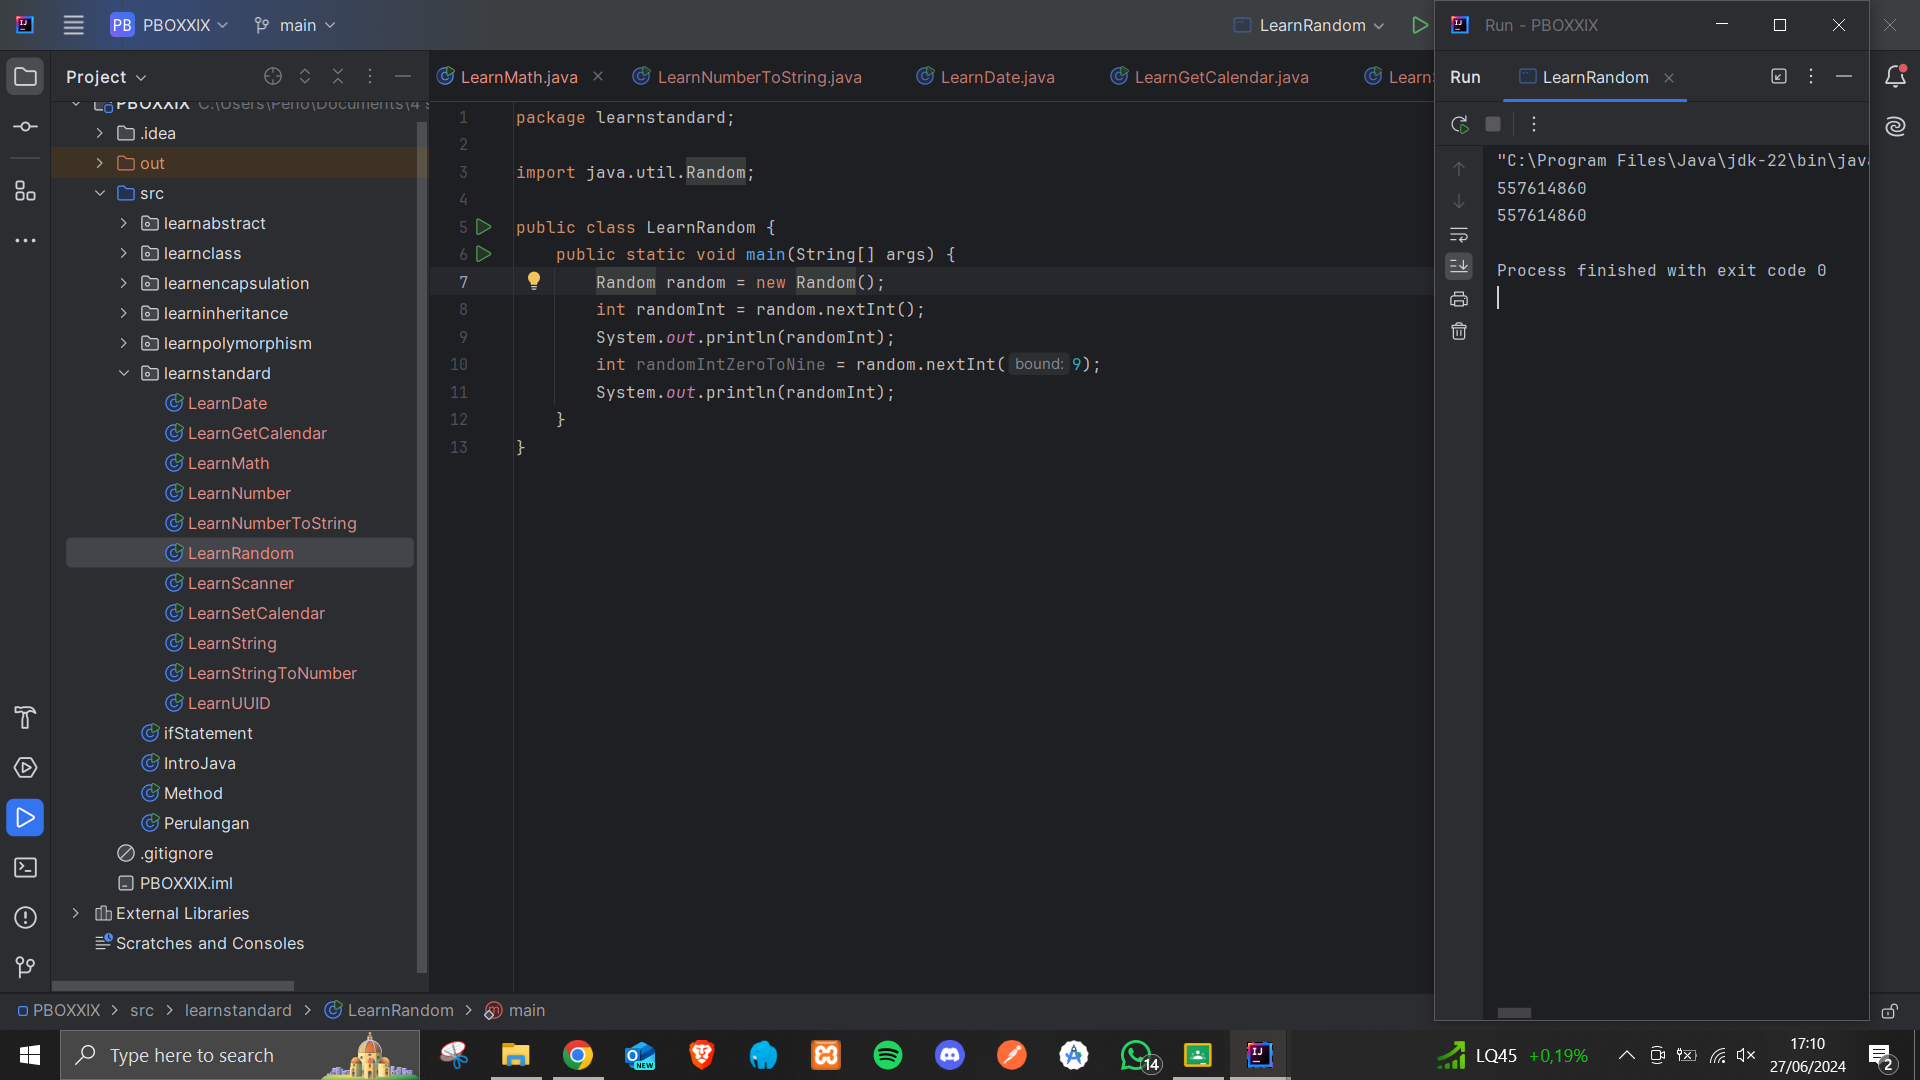 PB PBOXXIX main LearnRandom
Run - PBOXXIX
Project
LearnMath.java LearnNumberToString.java LearnDate.java LearnGetCalendar.java
Run LearnRandom
PBOXXIX
.idea
out
src
learnabstract
learnclass
learnencapsulation
learninheritance
learnpolymorphism
learnstandard
LearnDate
LearnGetCalendar
LearnMath
LearnNumber
LearnNumberToString
LearnRandom
LearnScanner
LearnSetCalendar
LearnString
LearnStringToNumber
LearnUUID
ifStatement
IntroJava
Method
Perulangan
.gitignore
PBOXXIX.iml
External Libraries
Scratches and Consoles
1 package learnstandard;
2
3 import java.util.Random;
4
5 public class LearnRandom {
6 public static void main(String[] args) {
7 Random random = new Random();
8 int randomInt = random.nextInt();
9 System.out.println(randomInt);
10 int randomIntZeroToNine = random.nextInt( bound: 9);
11 System.out.println(randomInt);
12 }
13 }
"C:\Program Files\Java\jdk-22\bin\java
557614860
557614860
Process finished with exit code 0
PBOXXIX > src > learnstandard > LearnRandom > main
Type here to search
NEW
14
LQ45 +0,19%
17:10
27/06/2024
2